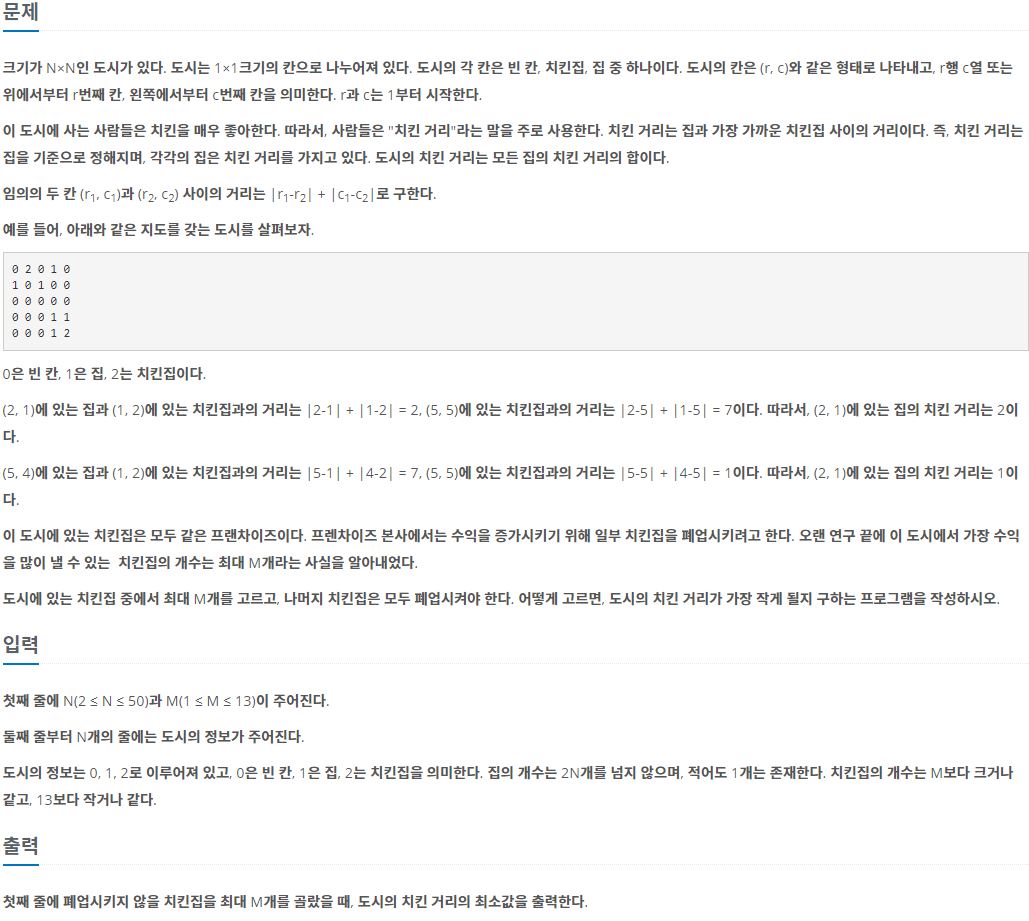 문제
크기가 N×N인 도시가 있다. 도시는 1×1크기의 칸으로 나누어져 있다. 도시의 각 칸은 빈 칸, 치킨집, 집 중 하나이다. 도시의 칸은 (r, c)와 같은 형태로 나타내고, r행 c열 또는
위에서부터 r번째 칸, 왼쪽에서부터 c번째 칸을 의미한다. r과 c는 1부터 시작한다.
이 도시에 사는 사람들은 치킨을 매우 좋아한다. 따라서, 사람들은 "치킨 거리"라는 말을 주로 사용한다. 치킨 거리는 집과 가장 가까운 치킨집 사이의 거리이다. 즉, 치킨 거리는
집을 기준으로 정해지며, 각각의 집은 치킨 거리를 가지고 있다. 도시의 치킨 거리는 모든 집의 치킨 거리의 합이다.
임의의 두 칸 (r₁, c₁)과 (r₂, c₂) 사이의 거리는 |r₁-r₂| + |c₁-c₂|로 구한다.
예를 들어, 아래와 같은 지도를 갖는 도시를 살펴보자.
0 2 0 1 0
1 0 1 0 0
0 0 0 0 0
0 0 0 1 1
0 0 0 1 2
0은 빈 칸, 1은 집, 2는 치킨집이다.
(2, 1)에 있는 집과 (1, 2)에 있는 치킨집과의 거리는 |2-1| + |1-2| = 2, (5, 5)에 있는 치킨집과의 거리는 |2-5| + |1-5| = 7이다. 따라서, (2, 1)에 있는 집의 치킨 거리는 2이
다.
(5, 4)에 있는 집과 (1, 2)에 있는 치킨집과의 거리는 |5-1| + |4-2| = 7, (5, 5)에 있는 치킨집과의 거리는 |5-5| + |4-5| = 1이다. 따라서, (2, 1)에 있는 집의 치킨 거리는 1이
다.
이 도시에 있는 치킨집은 모두 같은 프랜차이즈이다. 프렌차이즈 본사에서는 수익을 증가시키기 위해 일부 치킨집을 폐업시키려고 한다. 오랜 연구 끝에 이 도시에서 가장 수익
을 많이 낼 수 있는 치킨집의 개수는 최대 M개라는 사실을 알아내었다.
도시에 있는 치킨집 중에서 최대 M개를 고르고, 나머지 치킨집은 모두 폐업시켜야 한다. 어떻게 고르면, 도시의 치킨 거리가 가장 작게 될지 구하는 프로그램을 작성하시오.
입력
첫째 줄에 N(2 ≤ N ≤ 50)과 M(1 ≤ M ≤ 13)이 주어진다.
둘째 줄부터 N개의 줄에는 도시의 정보가 주어진다.
도시의 정보는 0, 1, 2로 이루어져 있고, 0은 빈 칸, 1은 집, 2는 치킨집을 의미한다. 집의 개수는 2N개를 넘지 않으며, 적어도 1개는 존재한다. 치킨집의 개수는 M보다 크거나
같고, 13보다 작거나 같다.
출력
첫째 줄에 폐업시키지 않을 치킨집을 최대 M개를 골랐을 때, 도시의 치킨 거리의 최소값을 출력한다.